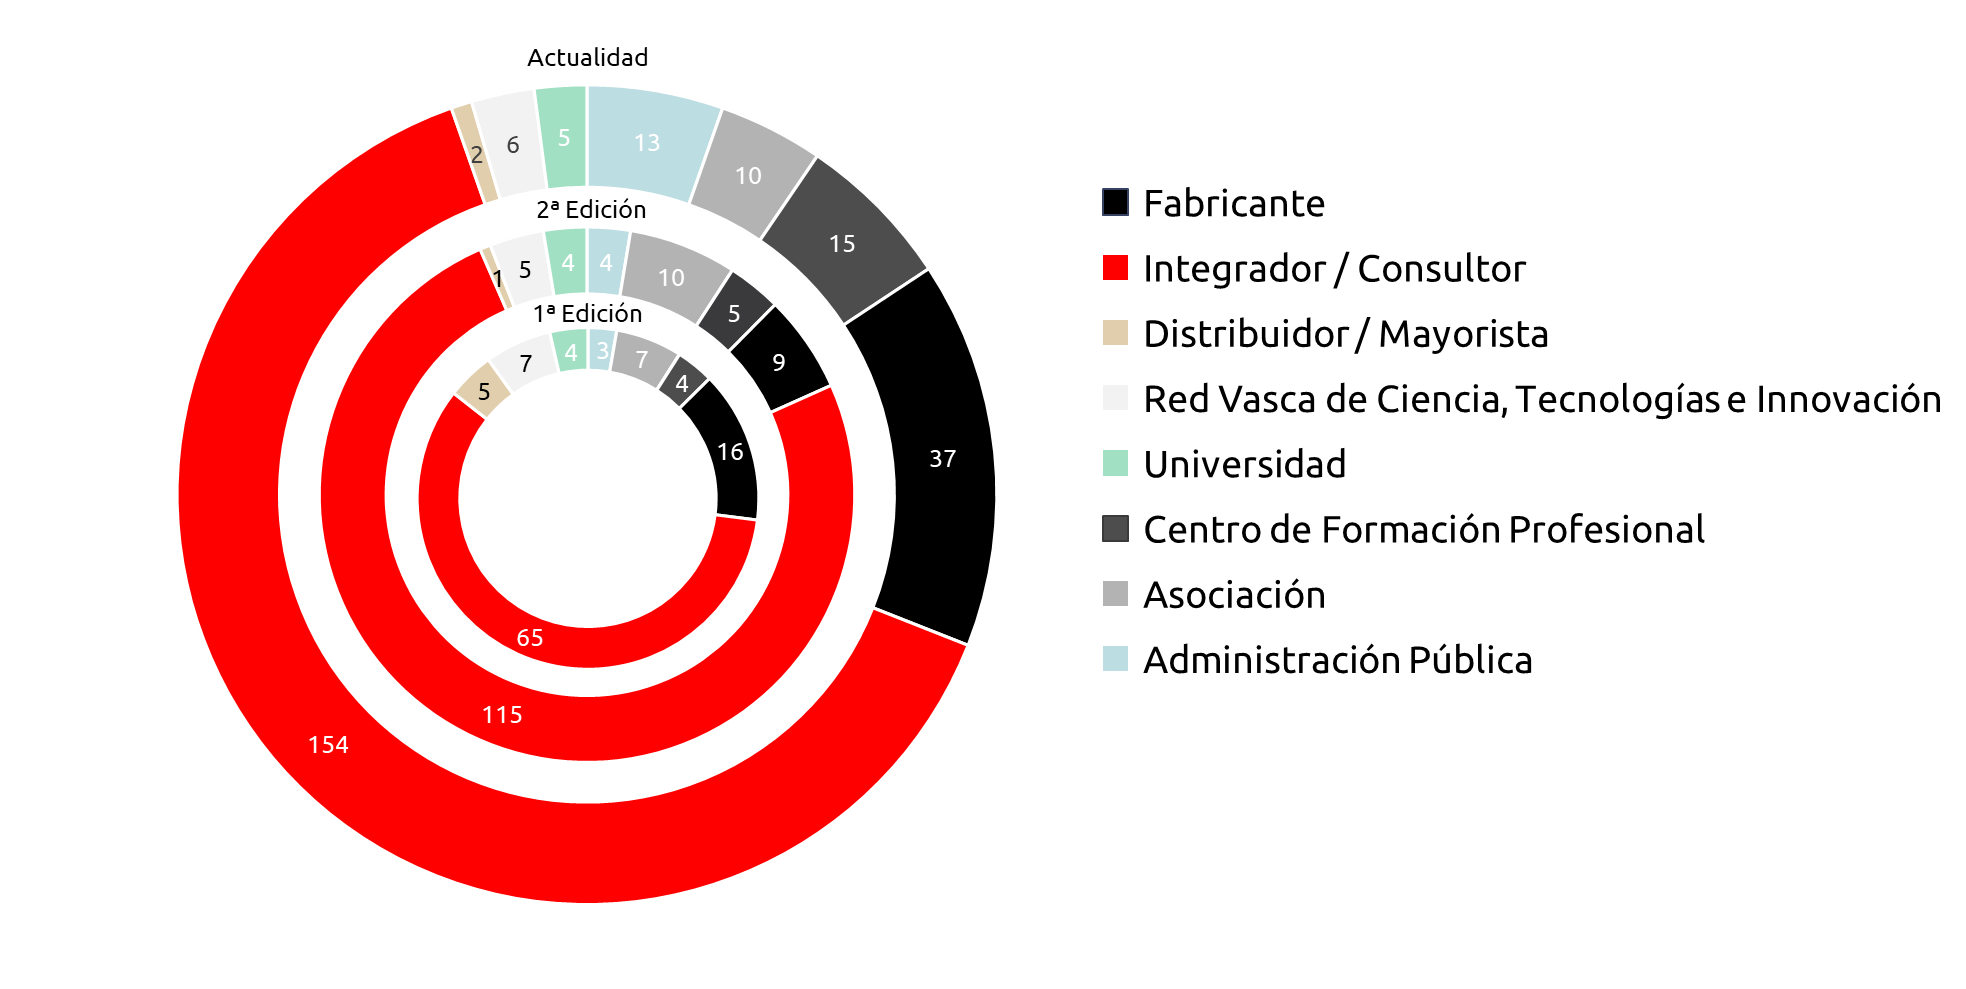 Actualidad
2
6
5
13
10
15
37
154
2ª Edición
1
5
4
4
10
5
9
115
1ª Edición
5
7
4
3
7
4
16
65
Fabricante
Integrador / Consultor
Distribuidor / Mayorista
Red Vasca de Ciencia, Tecnologías e Innovación
Universidad
Centro de Formación Profesional
Asociación
Administración Pública